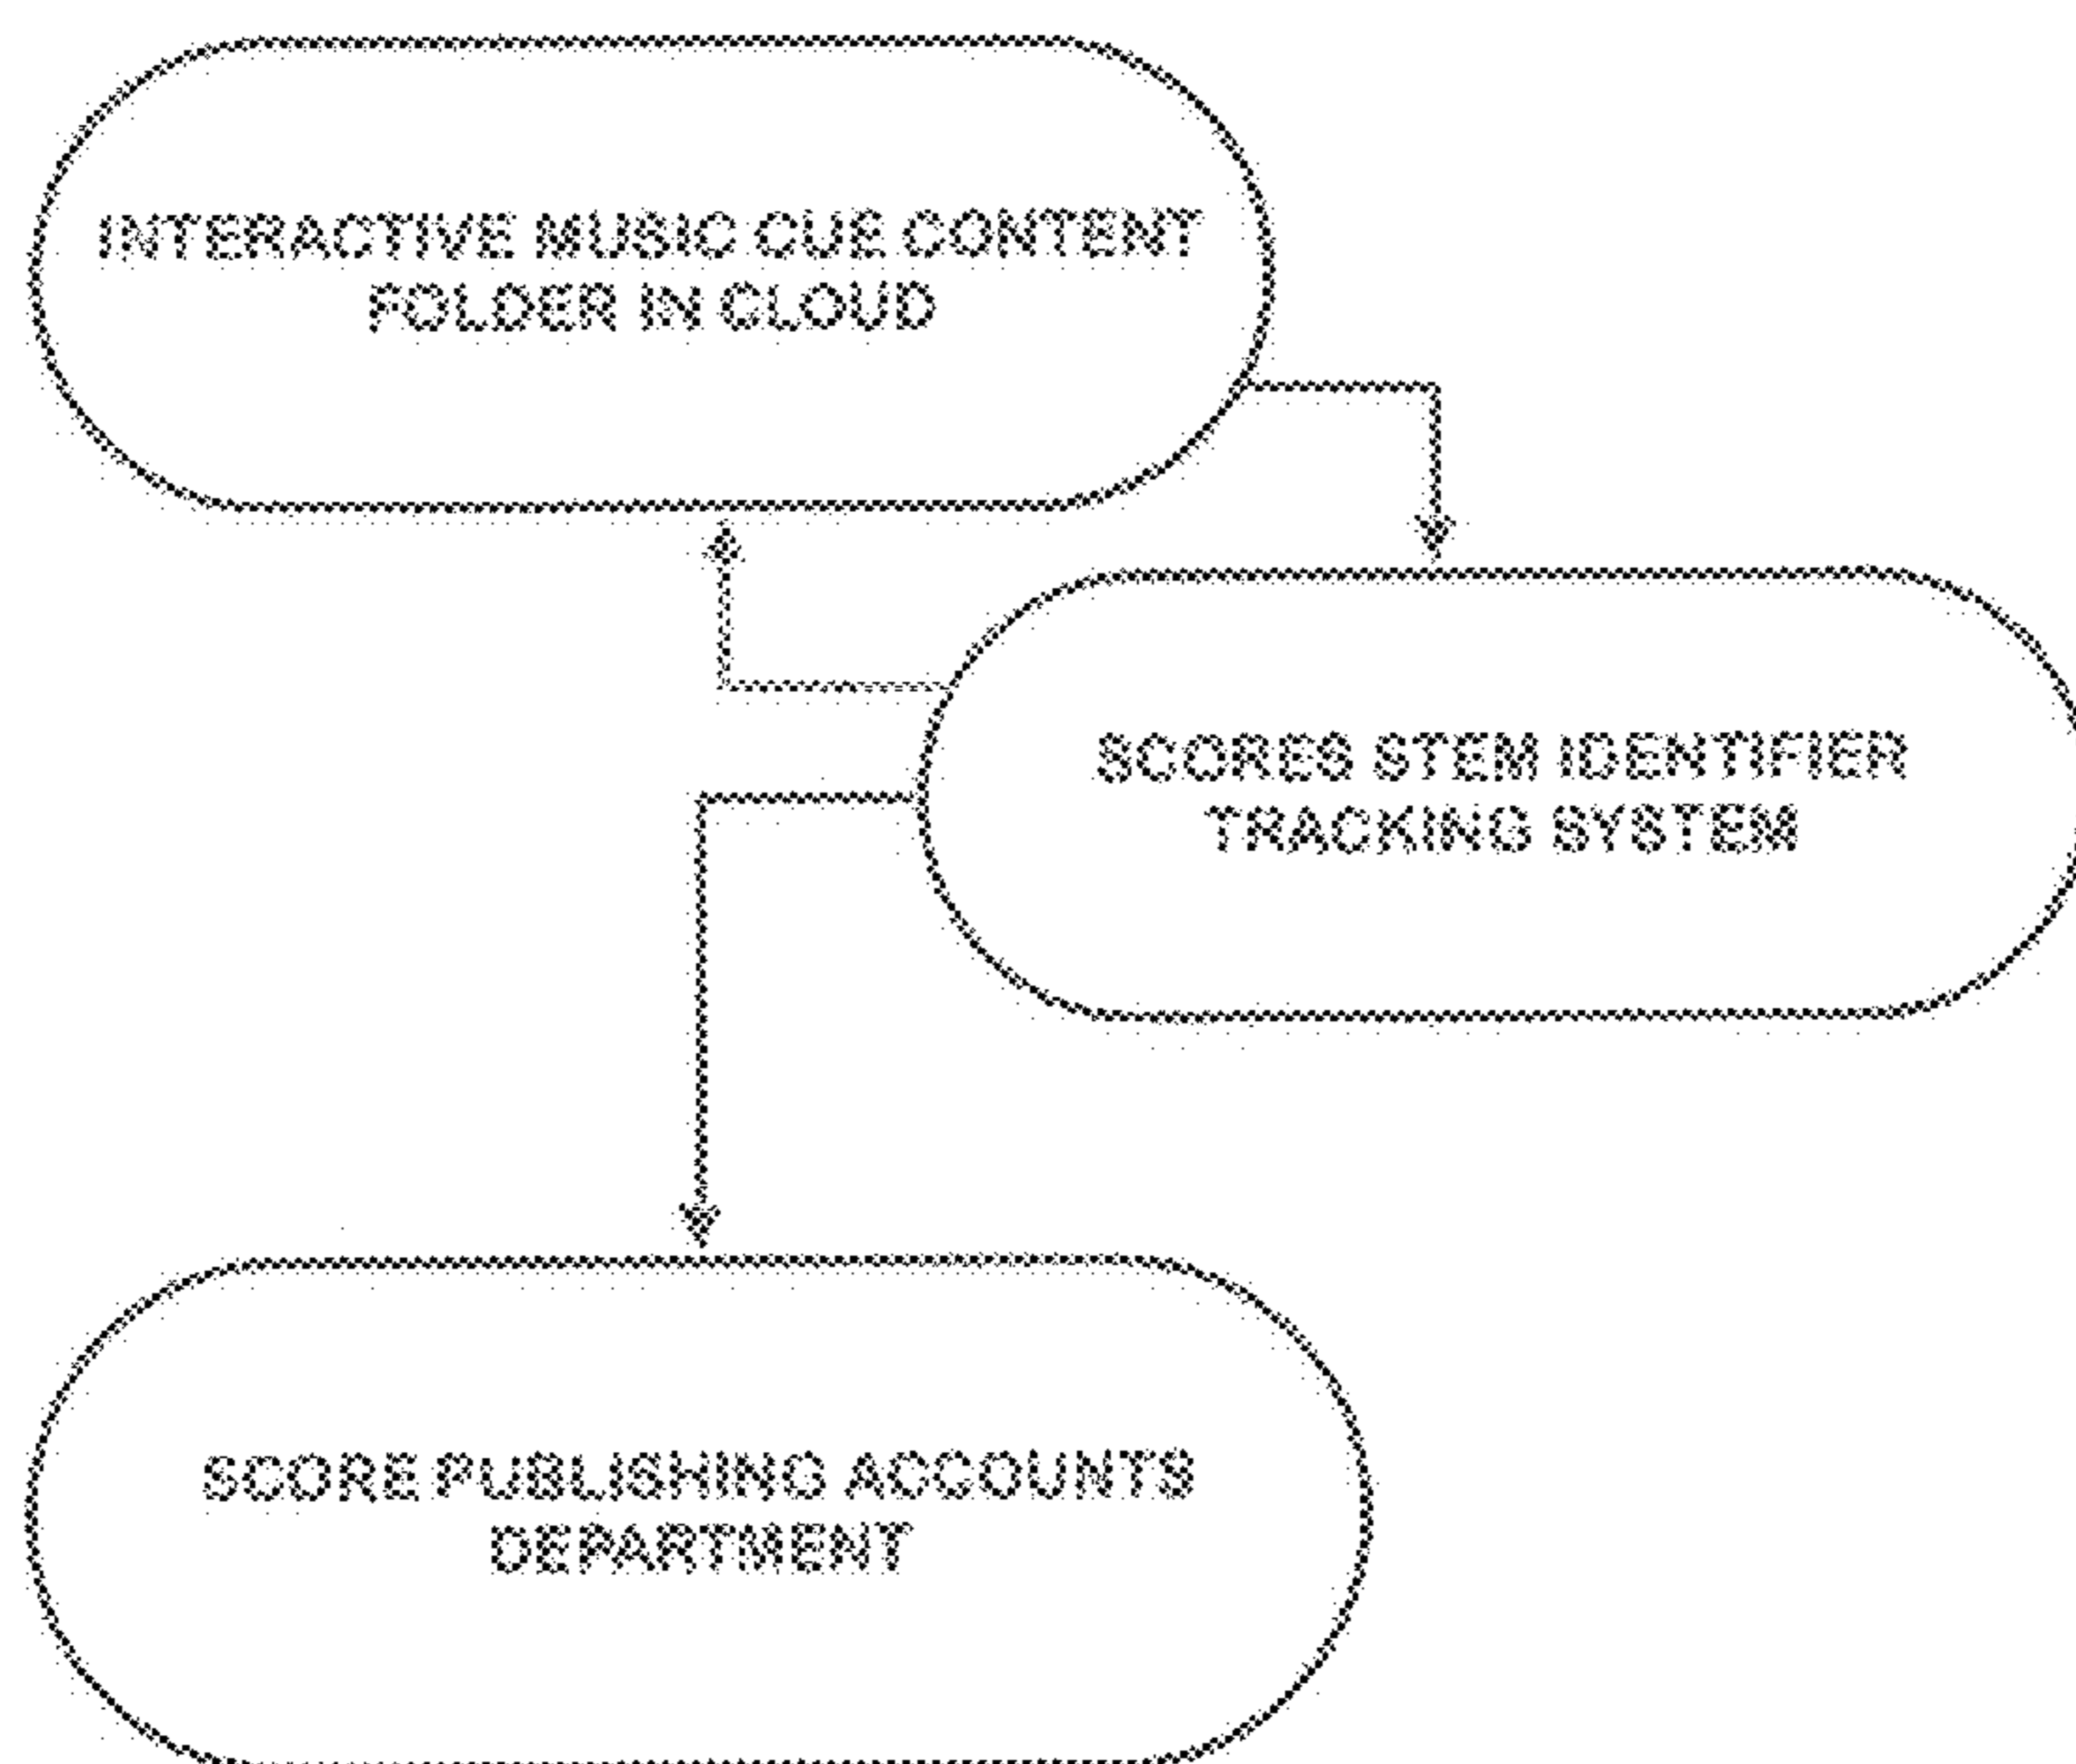 INTERACTIVE MUSIC CUE CONTENT
FOLDER IN CLOUD
SCORES STEM IDENTIFIER
TRACKING SYSTEM
SCORE PUBLISHING ACCOUNTS
DEPARTMENT